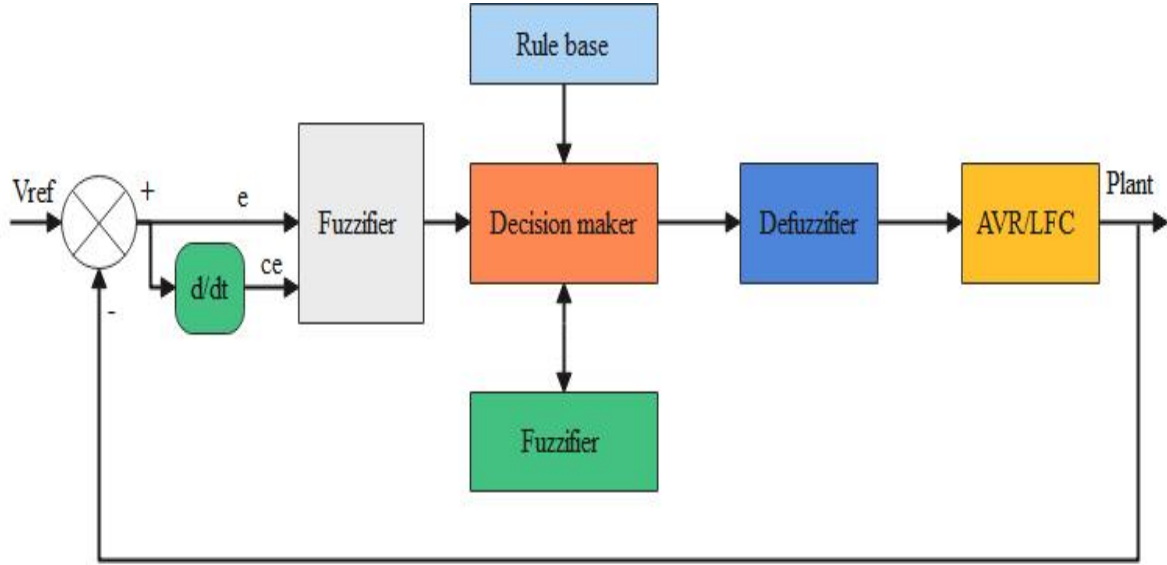 Rule base
Vref
+
e
Fuzzifier
Decision maker
Defuzzifier
AVR/LFC
Plant
ce
d/dt
-
Fuzzifier